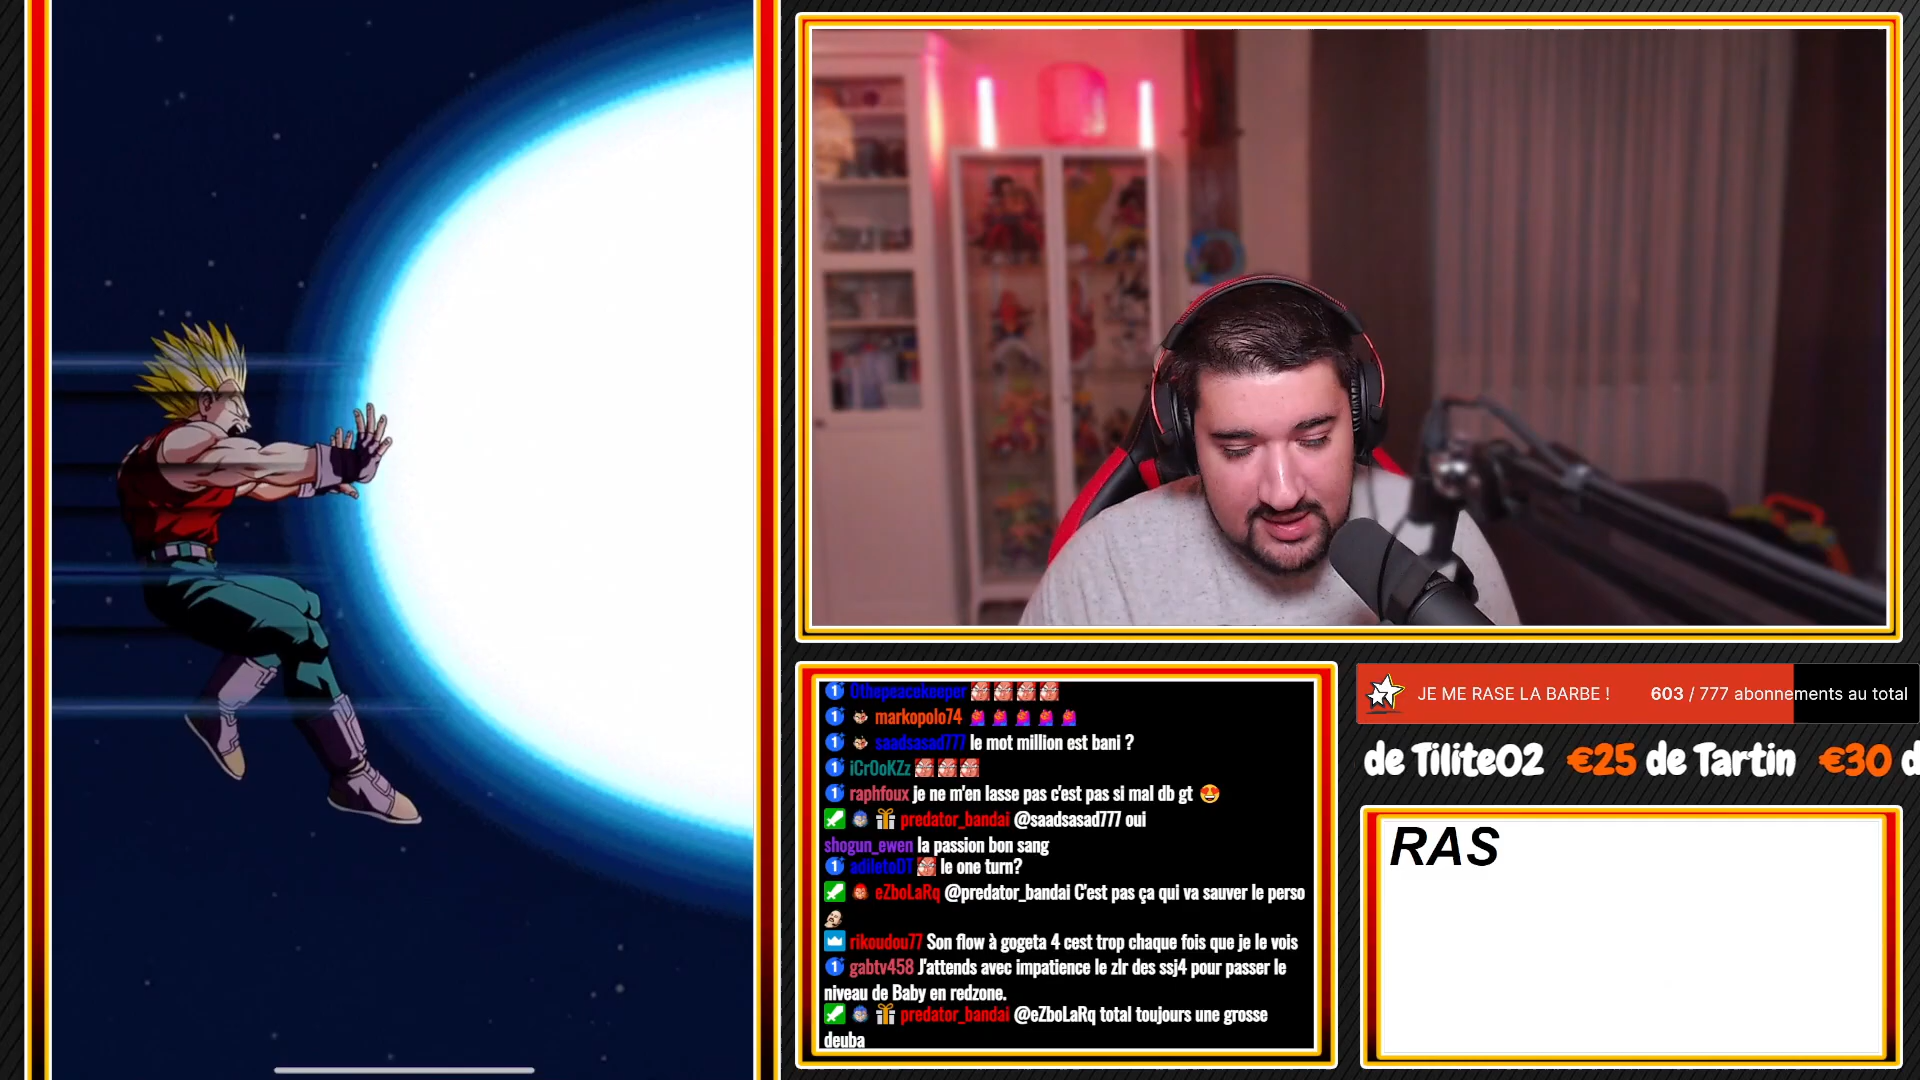 Othepeacekeeper
markopolo74
saadsasad777 le mot million est bani ?
iCrOoKZz
raphfoux je ne m'en lasse pas c'est pas si mal db gt
predator_bandai @saadsasad777 oui
shogun_ewen la passion bon sang
adiletoDT le one turn?
eZboLaRq @predator_bandai C'est pas ça qui va sauver le perso
rikoudou77 Son flow à gogeta 4 cest trop chaque fois que je le vois
gabtv458 J'attends avec impatience le zlr des ssj4 pour passer le
niveau de Baby en redzone.
predator_bandai @eZboLaRq total toujours une grosse
deuba
JE ME RASE LA BARBE ! 603 / 777 abonnements au total
de Tilite02 €25 de Tartin €30 d
RAS